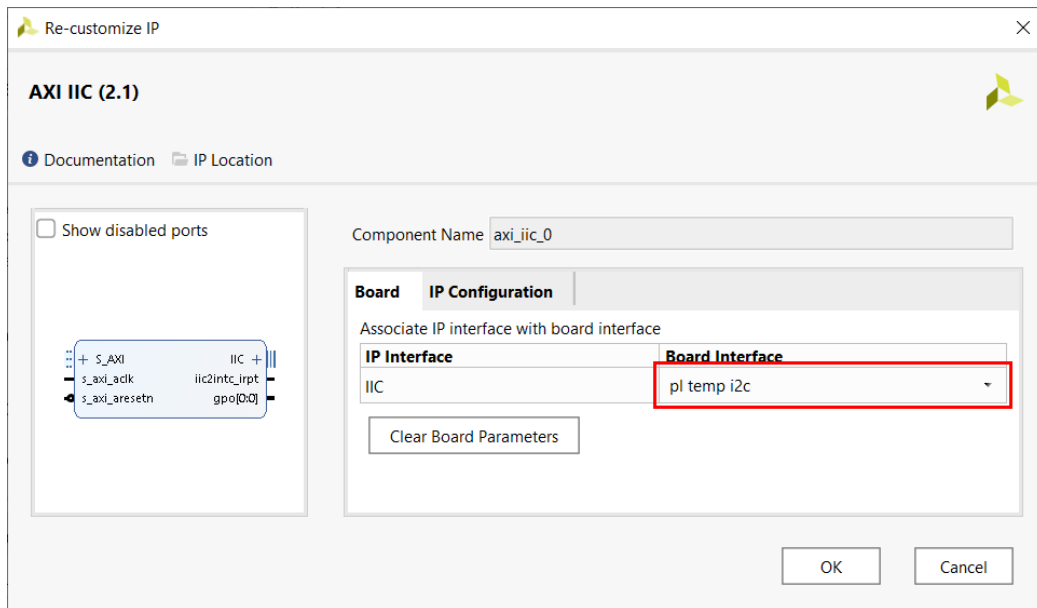 Re-customize IP
AXI IIC (2.1)
Documentation IP Location
Show disabled ports
S_AXI
s_axi_aclk
s_axi_aresetn
IIC
iic2intc_irpt
gpo[0:0]
Component Name axi_iic_0
Board IP Configuration
Associate IP interface with board interface
IP Interface Board Interface
IIC pl temp i2c
Clear Board Parameters
OK Cancel